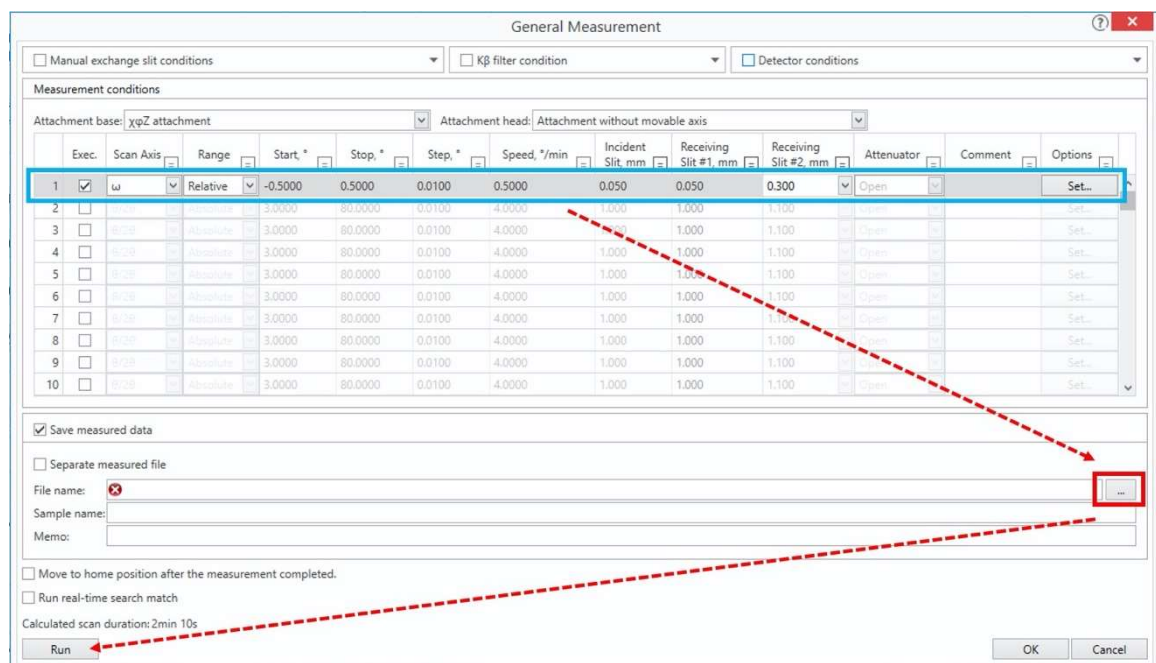 General Measurement
Manual exchange slit conditions Kβ filter condition Detector conditions
Measurement conditions
Attachment base: χφZ attachment Attachment head: Attachment without movable axis
Exec. Scan Axis Range Start, ° Stop, ° Step, ° Speed, °/min Incident Slit, mm Receiving Slit #1, mm Receiving Slit #2, mm Attenuator Comment Options
1 ω Relative -0.5000 0.5000 0.0100 0.5000 0.050 0.050 0.300 Open Set...
2 θ/2θ Absolute 3.0000 80.0000 0.0100 4.0000 1.000 1.000 1.100 Open Set...
3 θ/2θ Absolute 3.0000 80.0000 0.0100 4.0000 1.000 1.100 Open Set...
4 θ/2θ Absolute 3.0000 80.0000 0.0100 4.0000 1.000 1.000 1.100 Open Set...
5 θ/2θ Absolute 3.0000 80.0000 0.0100 4.0000 1.000 1.000 1.100 Open Set...
6 θ/2θ Absolute 3.0000 80.0000 0.0100 4.0000 1.000 1.000 1.100 Open Set...
7 θ/2θ Absolute 3.0000 80.0000 0.0100 4.0000 1.000 1.000 1.100 Open Set...
8 θ/2θ Absolute 3.0000 80.0000 0.0100 4.0000 1.000 1.000 1.100 Open Set...
9 θ/2θ Absolute 3.0000 80.0000 0.0100 4.0000 1.000 1.000 1.100 Open Set...
10 θ/2θ Absolute 3.0000 80.0000 0.0100 4.0000 1.000 1.000 1.100 Open Set...
Save measured data
Separate measured file
File name: ...
Sample name:
Memo:
Move to home position after the measurement completed.
Run real-time search match
Calculated scan duration: 2min 10s
Run OK Cancel